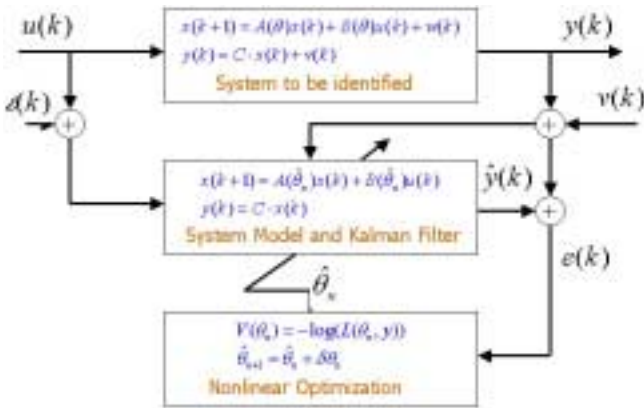 u(k)
x(k+1) = A(θ)x(k) + B(θ)u(k) + w(k)
y(k) = C · x(k) + v(k)
System to be identified
y(k)
ε(k)
+
+
v(k)
x(k+1) = A(θ̂ₙ)x(k) + B(θ̂ₙ)u(k)
y(k) = C · x(k)
System Model and Kalman Filter
ŷ(k)
+
θ̂ₙ
e(k)
V(θₙ) = -log(L(θₙ, y))
θ̂ₙ₊₁ = θ̂ₙ + δθₙ
Nonlinear Optimization